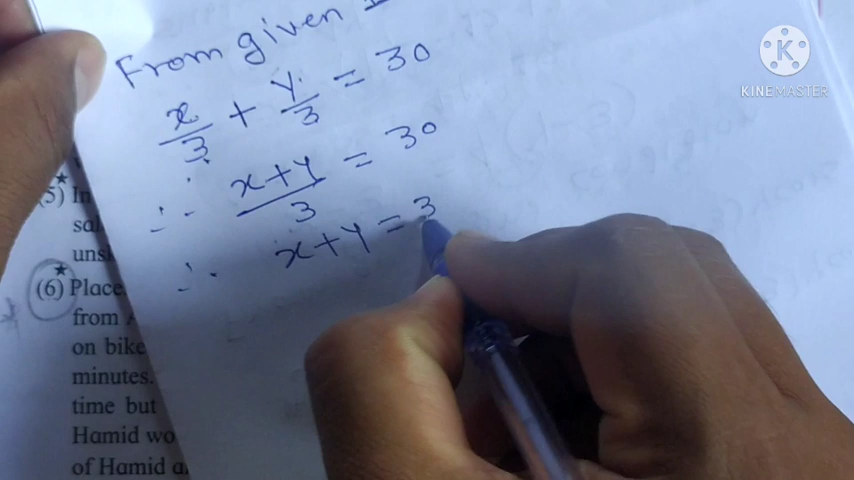 From given
x/3 + y/3 = 30
∴ x+y/3 = 30
∴ x+y = 3
K
KINEMASTER
(5) In
sal
(6) Place
from
on bike
minutes.
time but
Hamid wo
of Hamid a